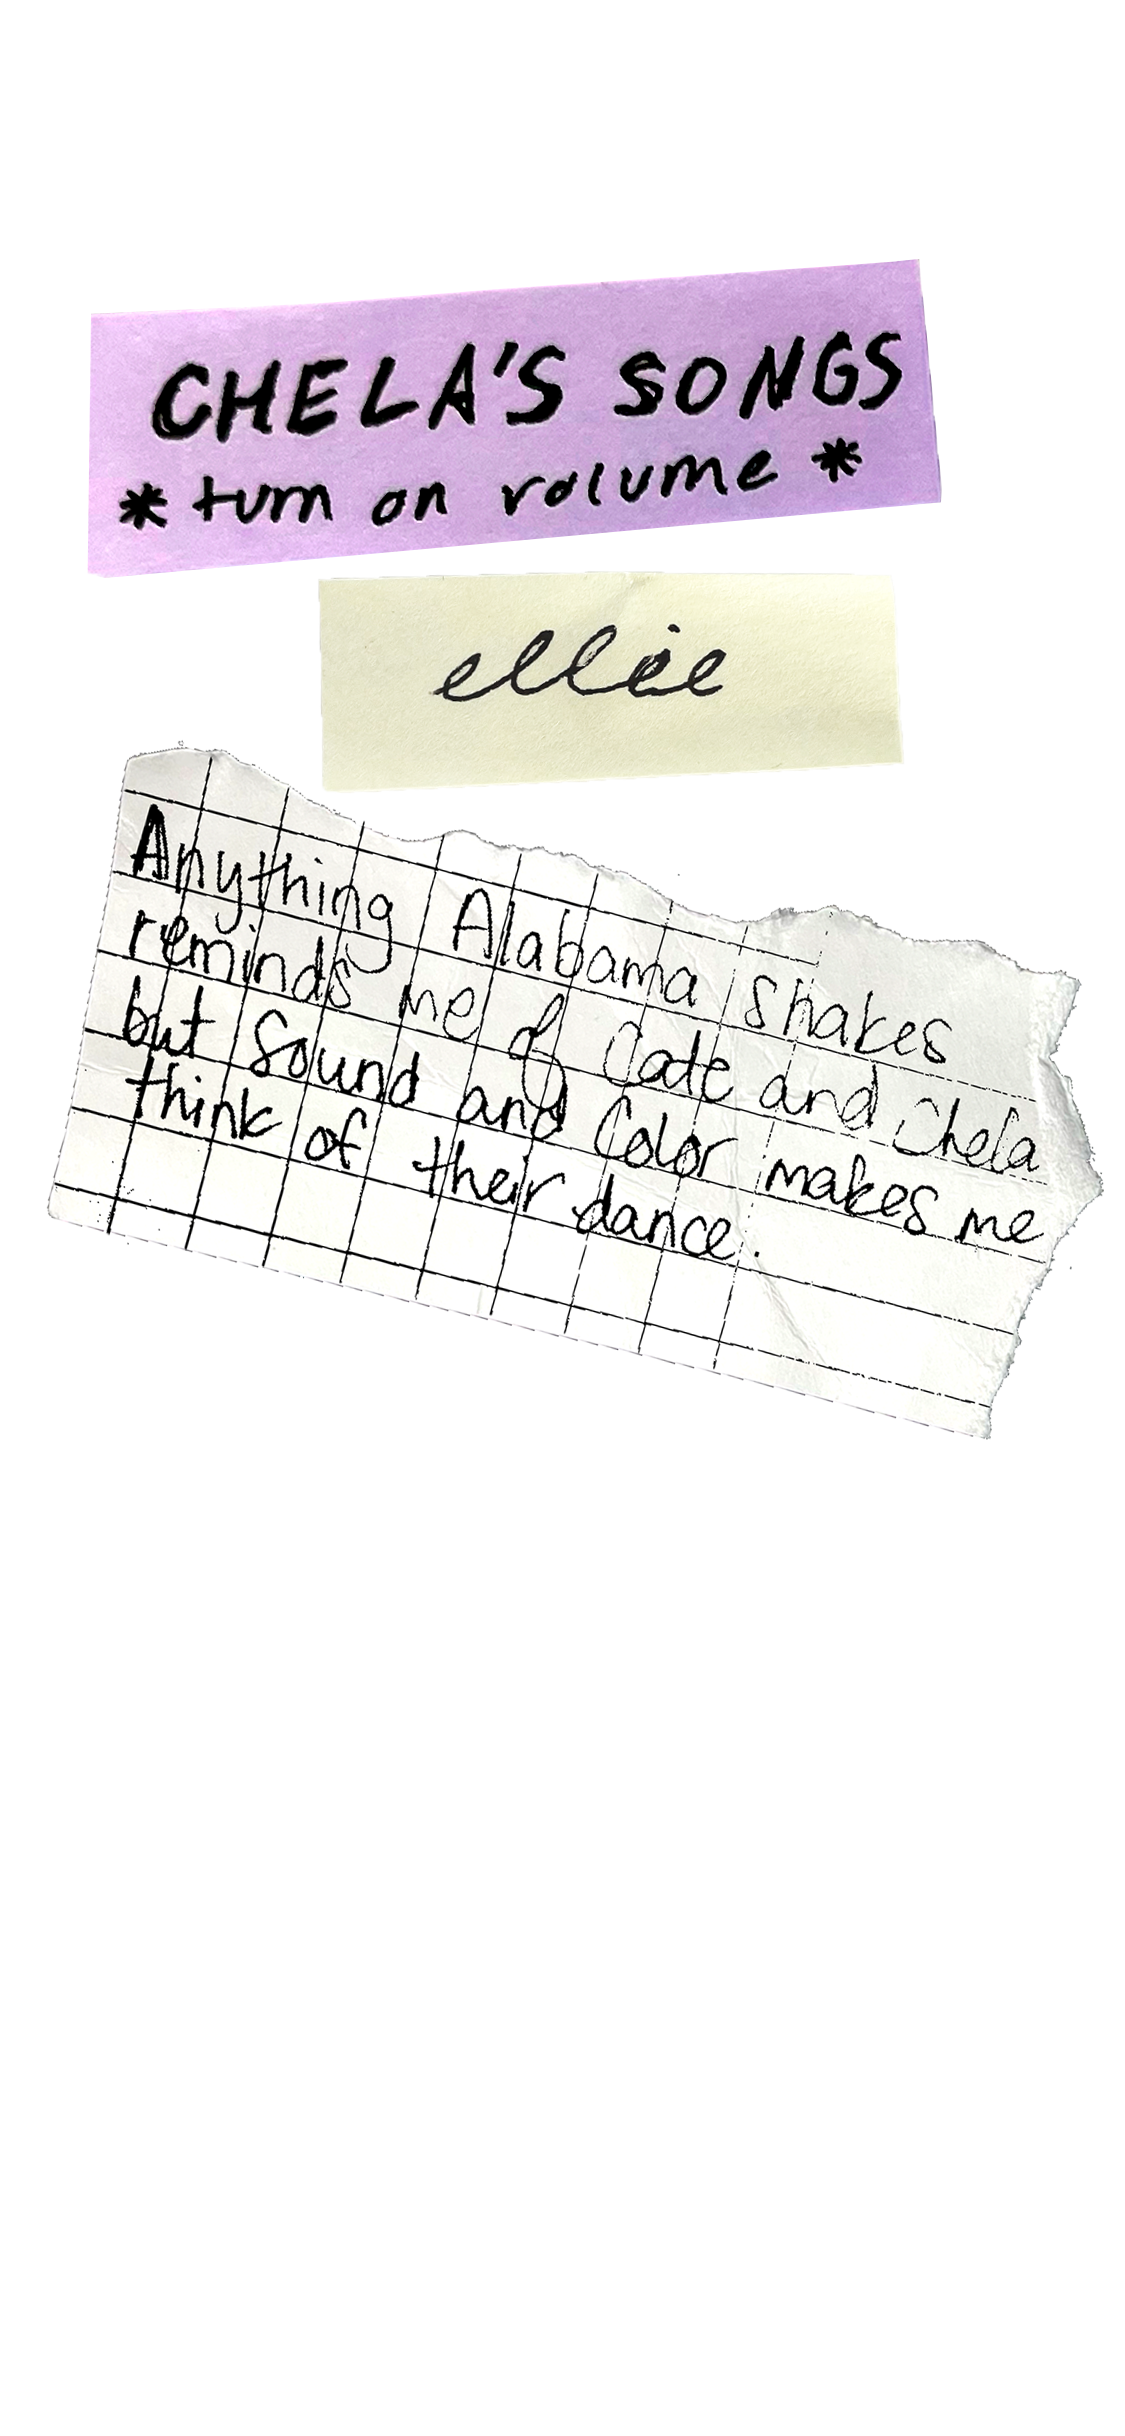 CHELA'S SONGS
* turn on volume *
ellie
Anything Alabama Shakes
reminds me of Cate and Chela
but Sound and Color makes me
think of their dance.